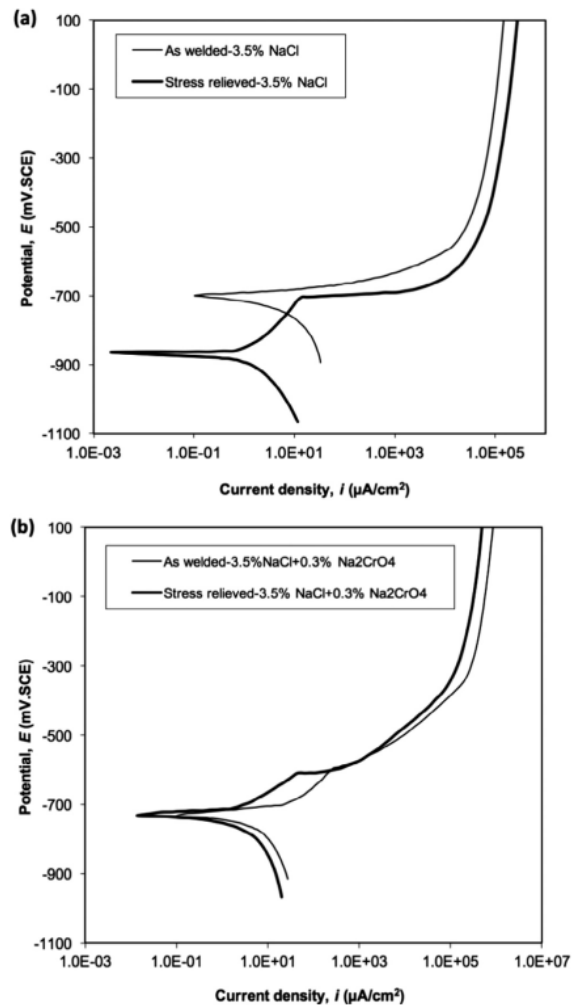 (a)
100
-100
-300
-500
-700
-900
-1100
Potential, E (mV.SCE)
As welded-3.5% NaCl
Stress relieved-3.5% NaCl
1.0E-03 1.0E-01 1.0E+01 1.0E+03 1.0E+05
Current density, i (µA/cm²)
(b)
100
-100
-300
-500
-700
-900
-1100
Potential, E (mV.SCE)
As welded-3.5%NaCl+0.3% Na2CrO4
Stress relieved-3.5% NaCl+0.3% Na2CrO4
1.0E-03 1.0E-01 1.0E+01 1.0E+03 1.0E+05 1.0E+07
Current density, i (µA/cm²)